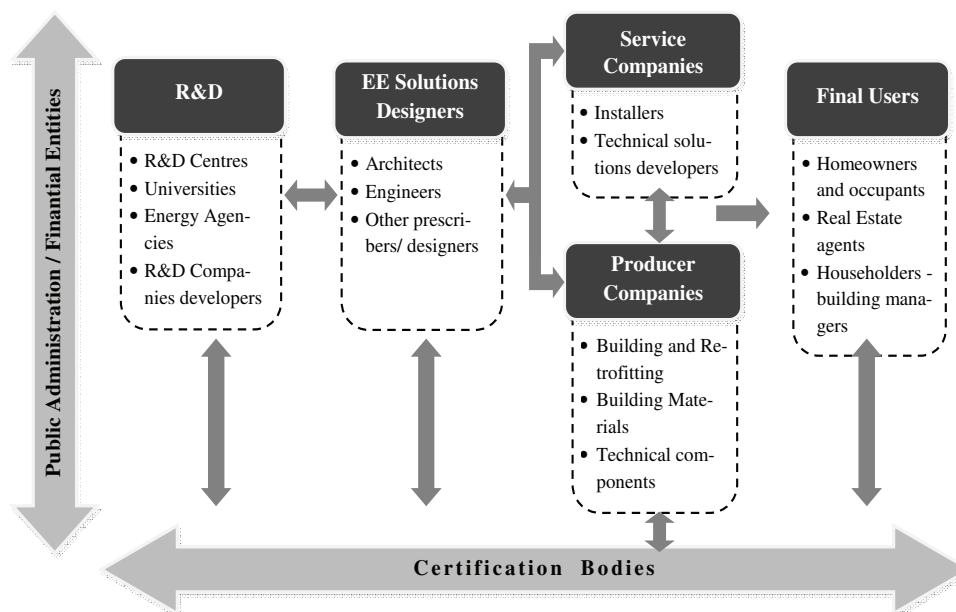 Public Administration / Finantial Entities
R&D
• R&D Centres
• Universities
• Energy Agen-
cies
• R&D Compa-
nies developers
EE Solutions
Designers
• Architects
• Engineers
• Other prescri-
bers/ designers
Service
Companies
• Installers
• Technical solu-
tions developers
Producer
Companies
• Building and Re-
trofitting
• Building Mate-
rials
• Technical com-
ponents
Final Users
• Homeowners
and occupants
• Real Estate
agents
• Householders -
building mana-
gers
Certification Bodies